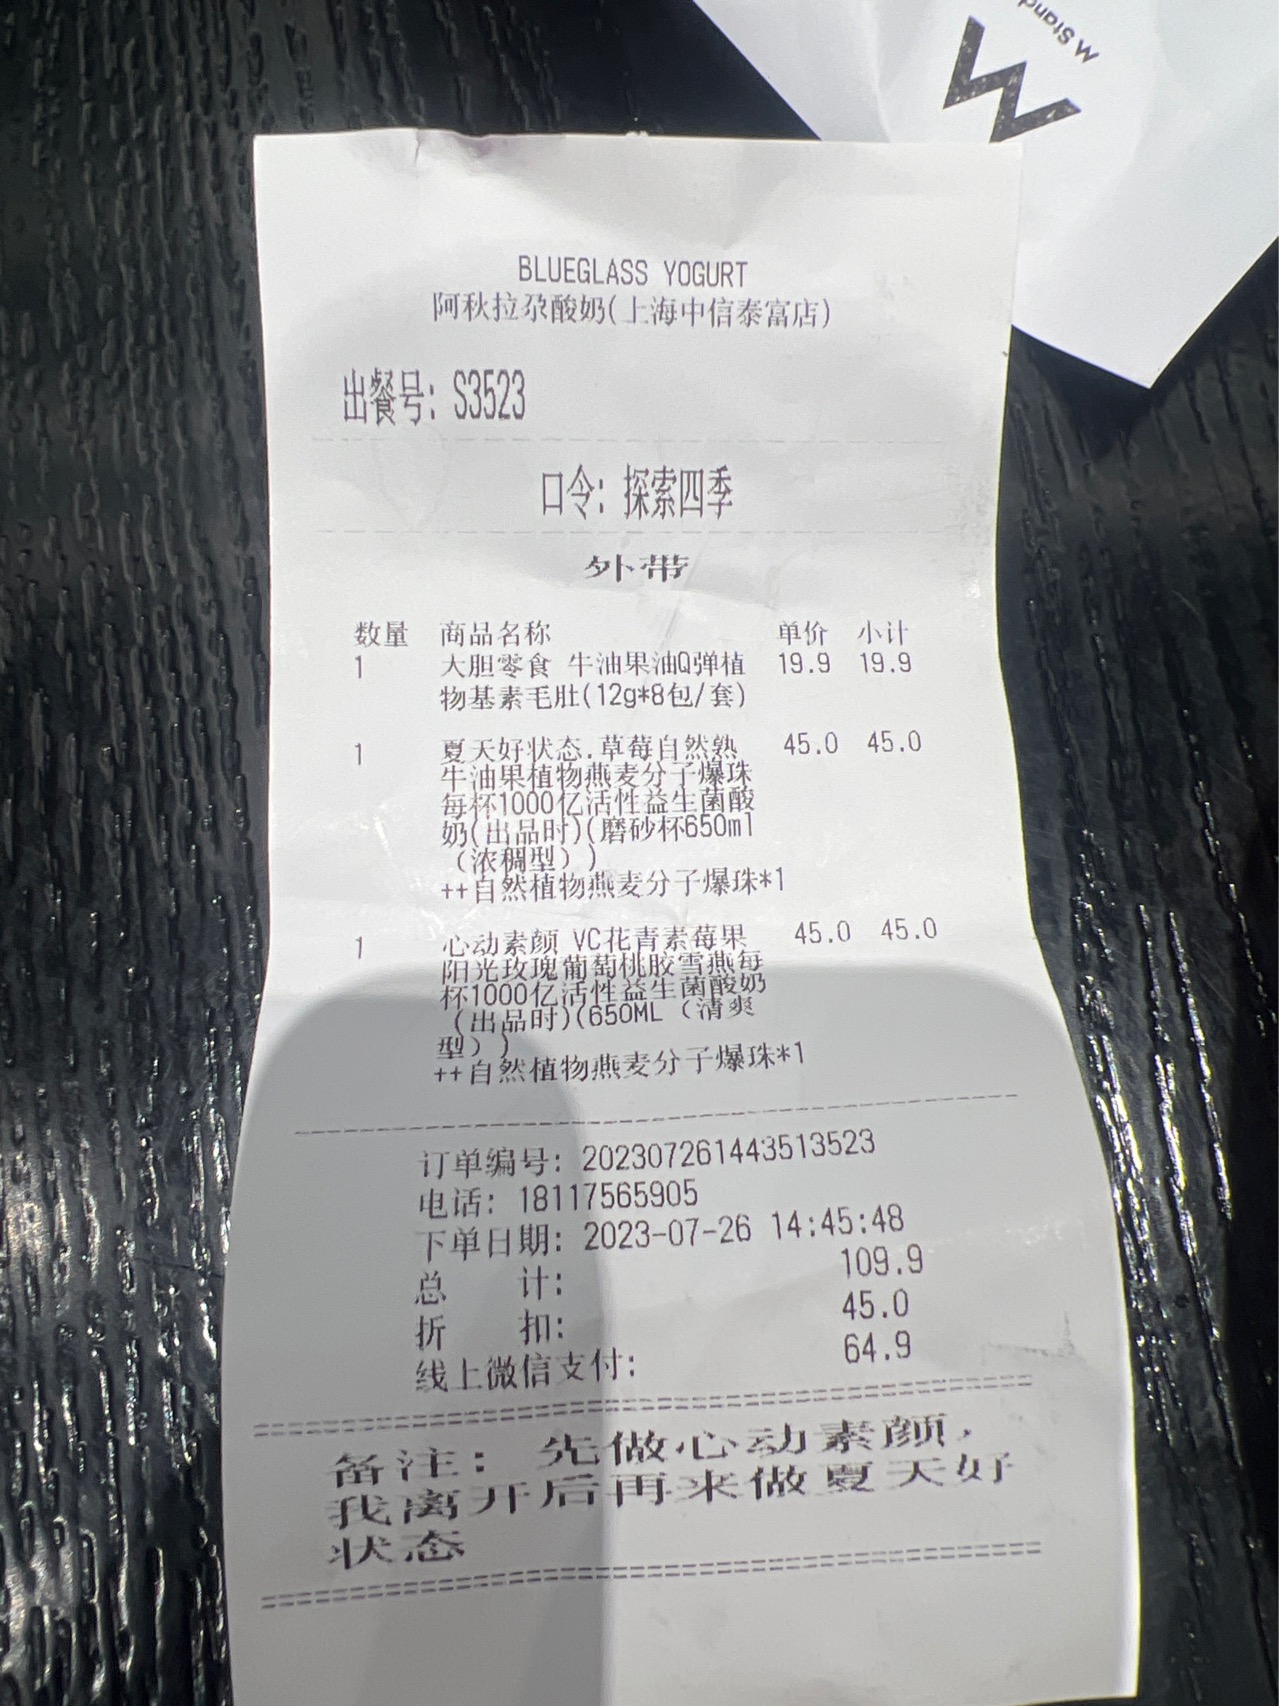 M Stand
M
BLUEGLASS YOGURT
阿秋拉尕酸奶(上海中信泰富店)
出餐号: S3523
口令: 探索四季
外带
数量 商品名称 单价 小计
1 大胆零食 牛油果油Q弹植 19.9 19.9
物基素毛肚(12g*8包/套)
1 夏天好状态.草莓自然熟 45.0 45.0
牛油果植物燕麦分子爆珠
每杯1000亿活性益生菌酸
奶(出品时)(磨砂杯650ml
（浓稠型）)
++自然植物燕麦分子爆珠*1
1 心动素颜 VC花青素莓果 45.0 45.0
阳光玫瑰葡萄桃胶雪燕每
杯1000亿活性益生菌酸奶
(出品时)(650ML（清爽
型）)
++自然植物燕麦分子爆珠*1
订单编号: 202307261443513523
电话: 18117565905
下单日期: 2023-07-26 14:45:48
总 计: 109.9
折 扣: 45.0
线上微信支付: 64.9
备注: 先做心动素颜,
我离开后再来做夏天好
状态